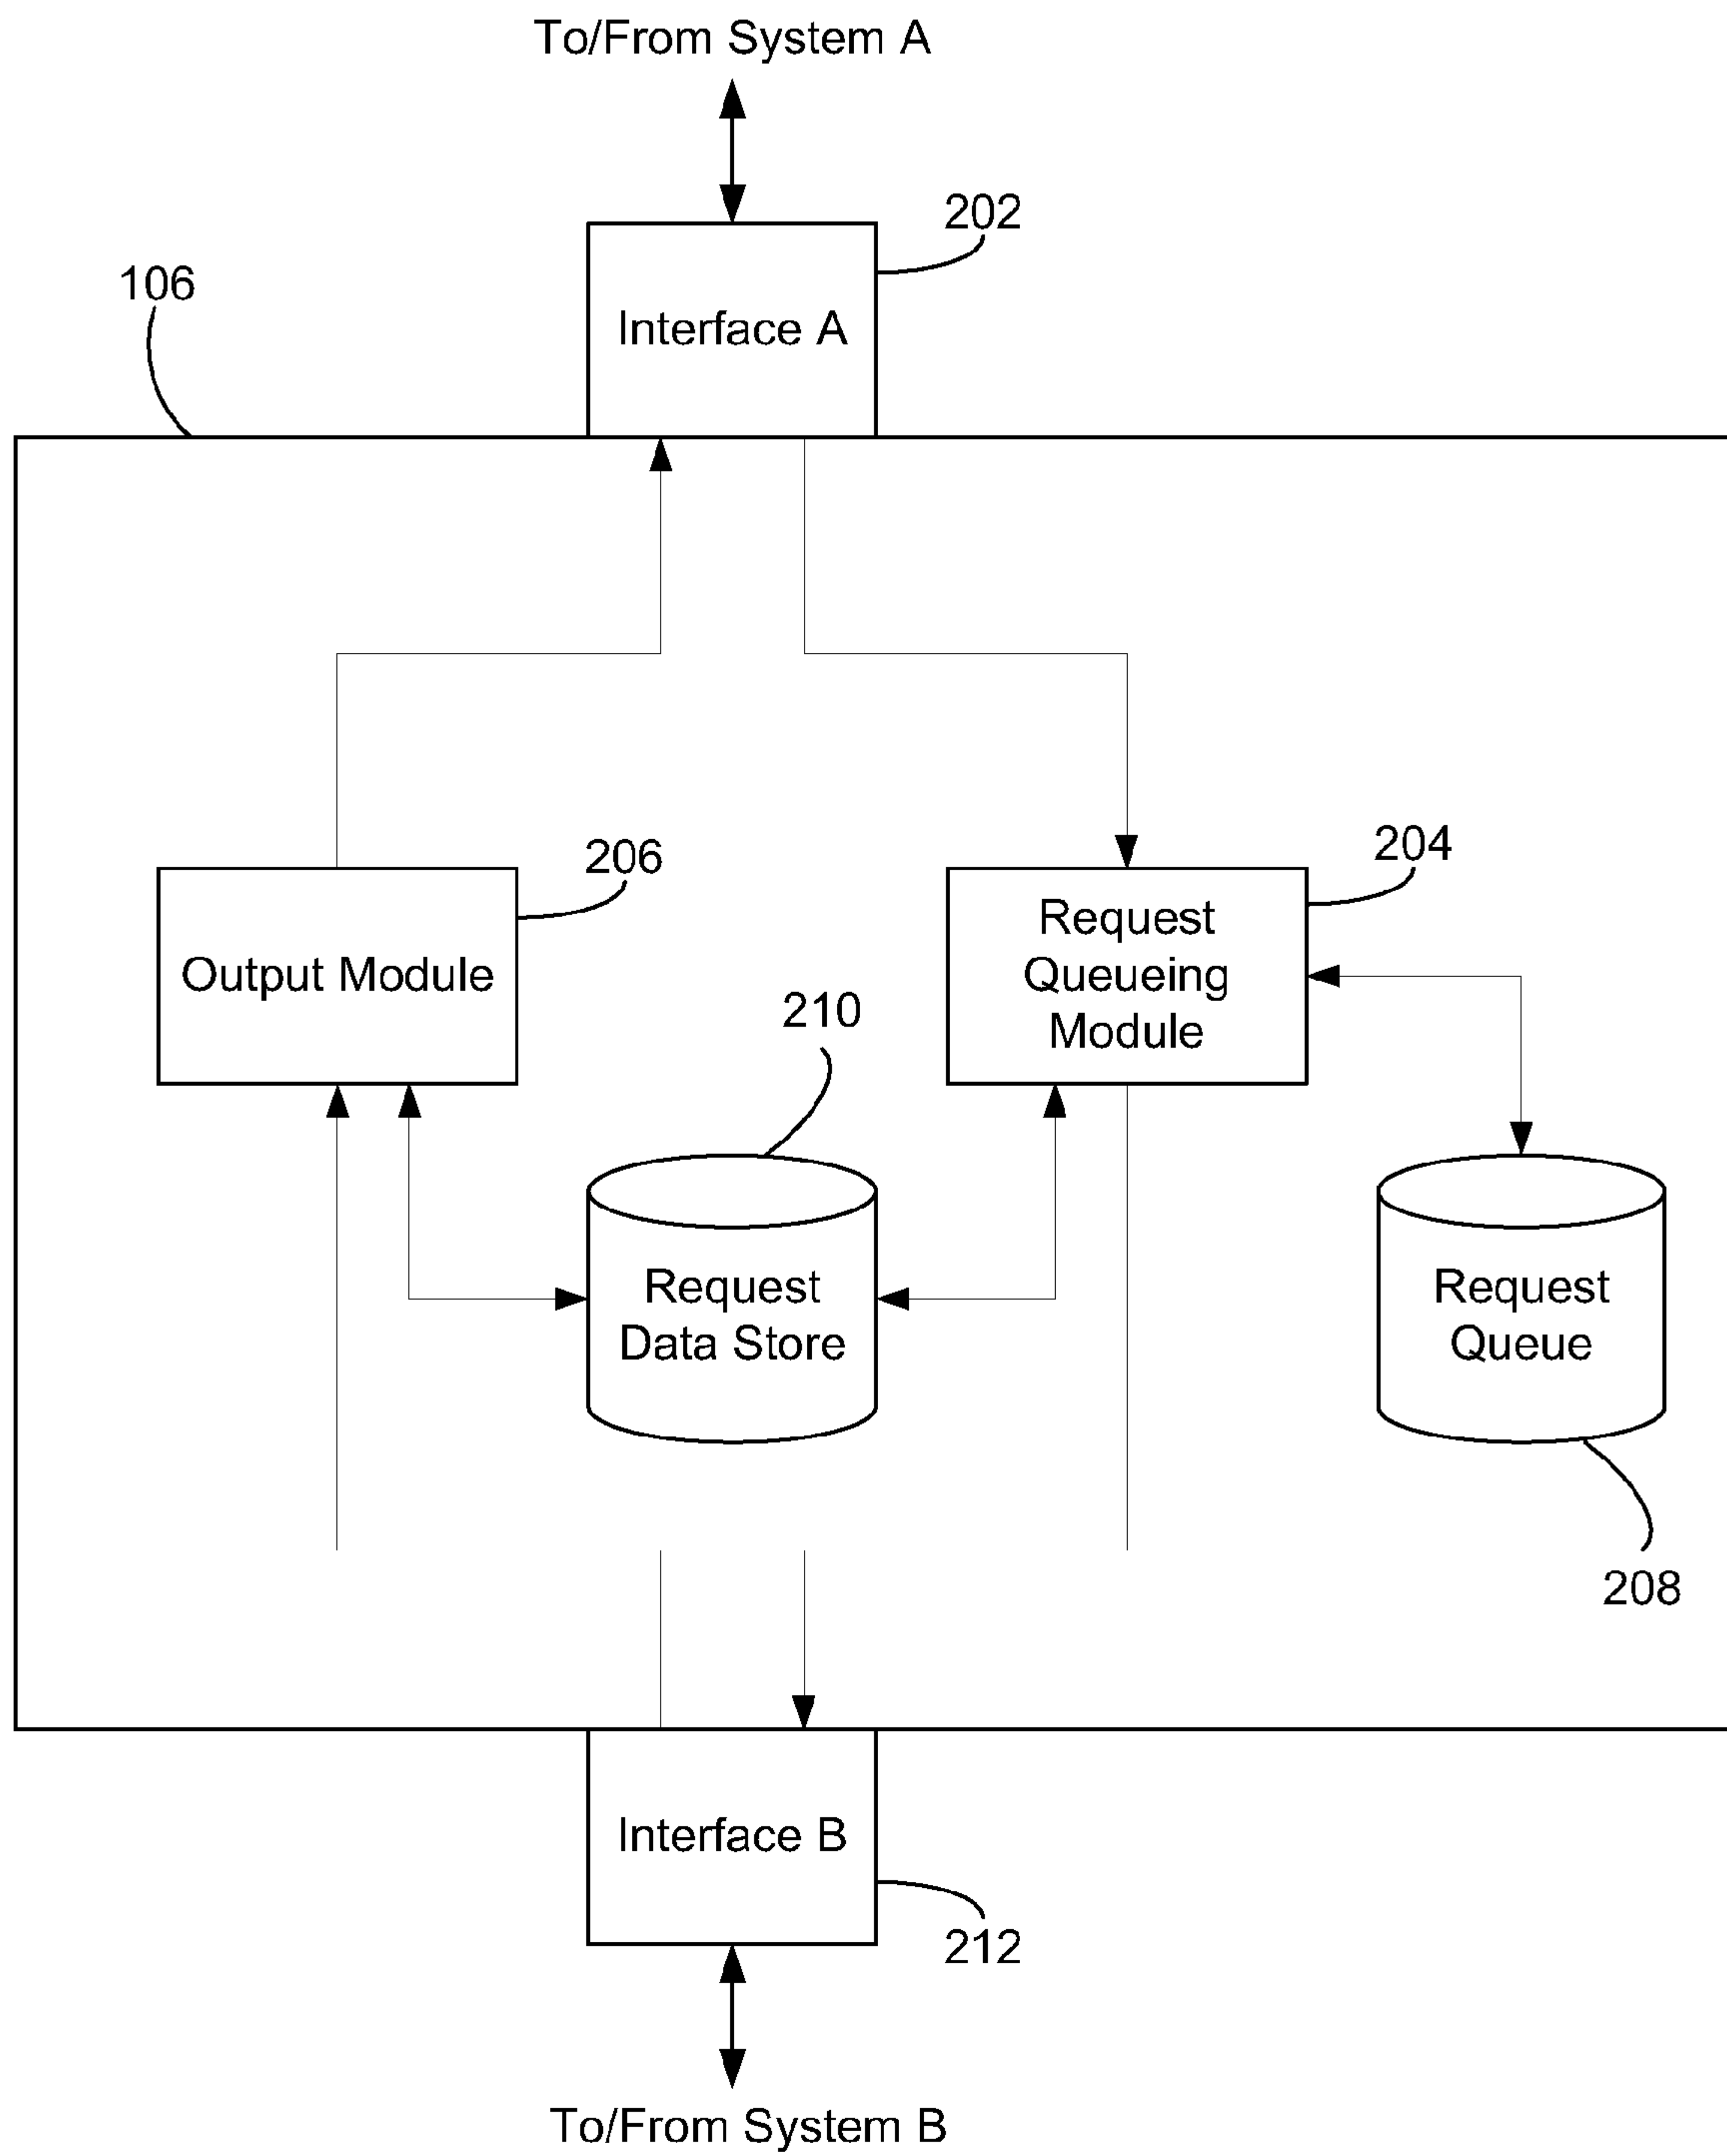 To/From System A
202
106
Interface A
206
204
Output Module
Request
Queueing
Module
210
Request
Data Store
Request
Queue
208
Interface B
212
To/From System B